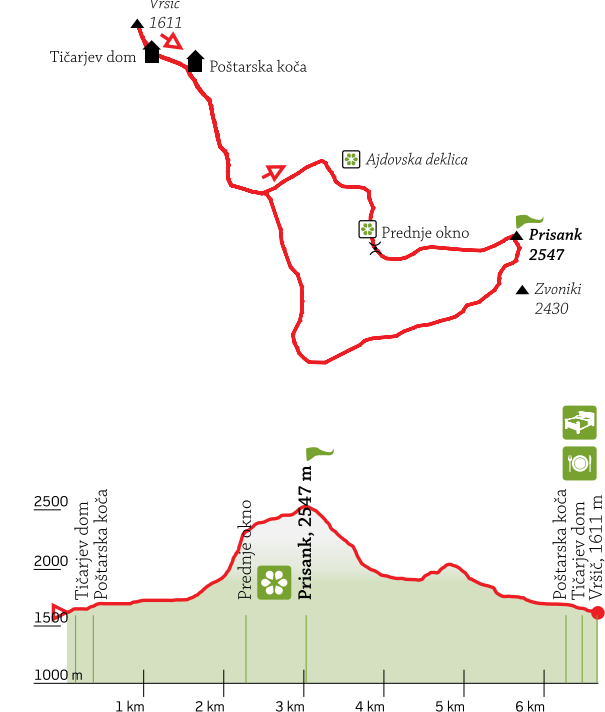 Vršič
1611
Tičarjev dom
Poštarska koča
Ajdovska deklica
Prednje okno
Prisank
2547
Zvoniki
2430
2500
2000
1500
1000 m
Tičarjev dom
Poštarska koča
Prednje okno
Prisank, 2547 m
Poštarska koča
Tičarjev dom
Vršič, 1611 m
1 km
2 km
3 km
4 km
5 km
6 km